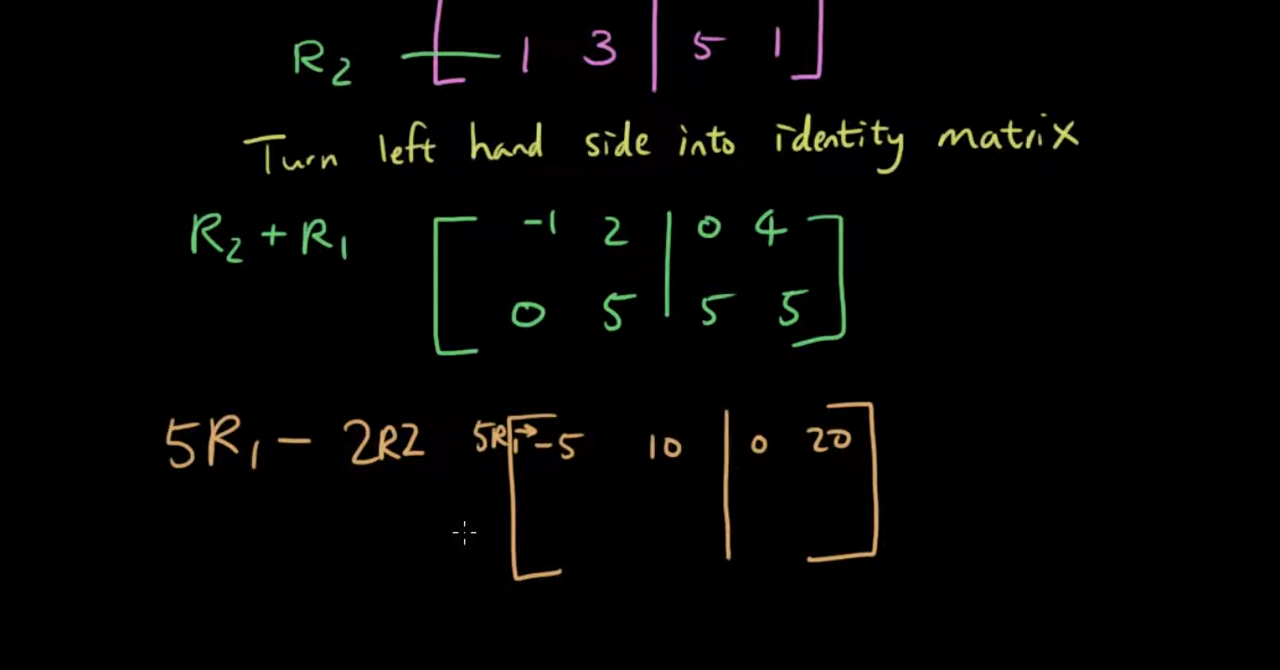 R2 1 3 | 5 1
Turn left hand side into identity matrix
R2 + R1 -1 2 | 0 4
0 5 | 5 5
5R1 - 2R2 5R1→ -5 10 | 0 20